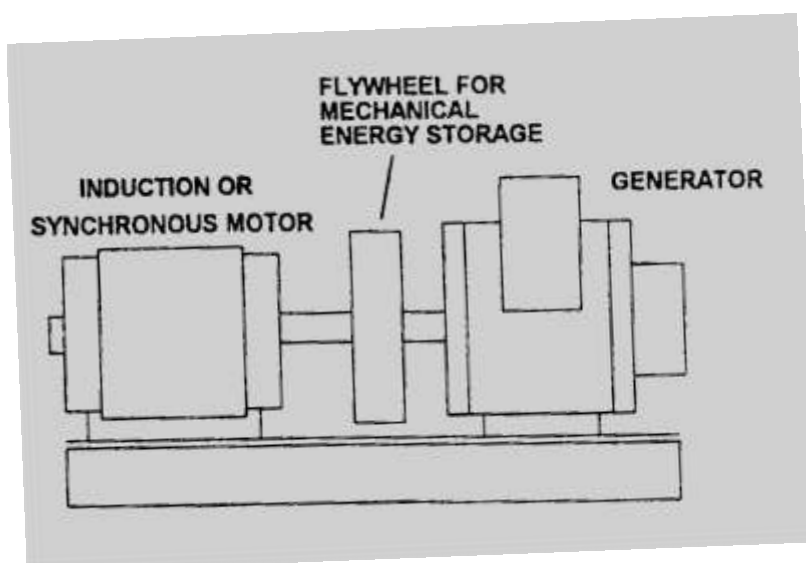 FLYWHEEL FOR
MECHANICAL
ENERGY STORAGE
INDUCTION OR
SYNCHRONOUS MOTOR
GENERATOR